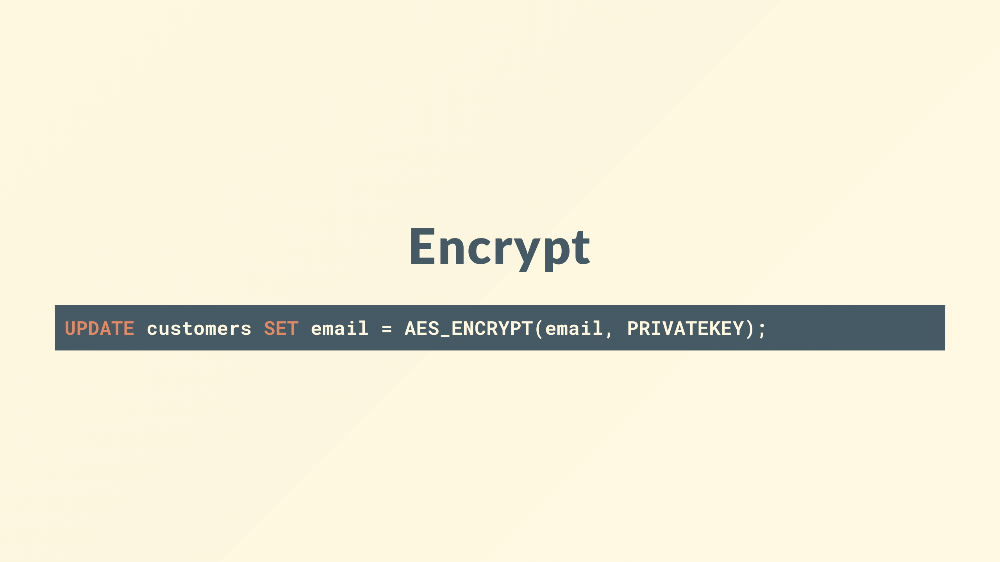 Encrypt
UPDATE customers SET email = AES_ENCRYPT(email, PRIVATEKEY);